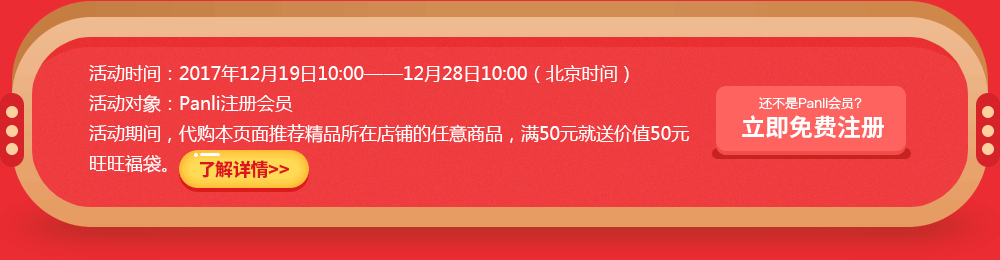 活动时间：2017年12月19日10:00——12月28日10:00（北京时间）
活动对象：Panli注册会员
活动期间，代购本页面推荐精品所在店铺的任意商品，满50元就送价值50元
旺旺福袋。 了解详情>>
还不是Panli会员?
立即免费注册